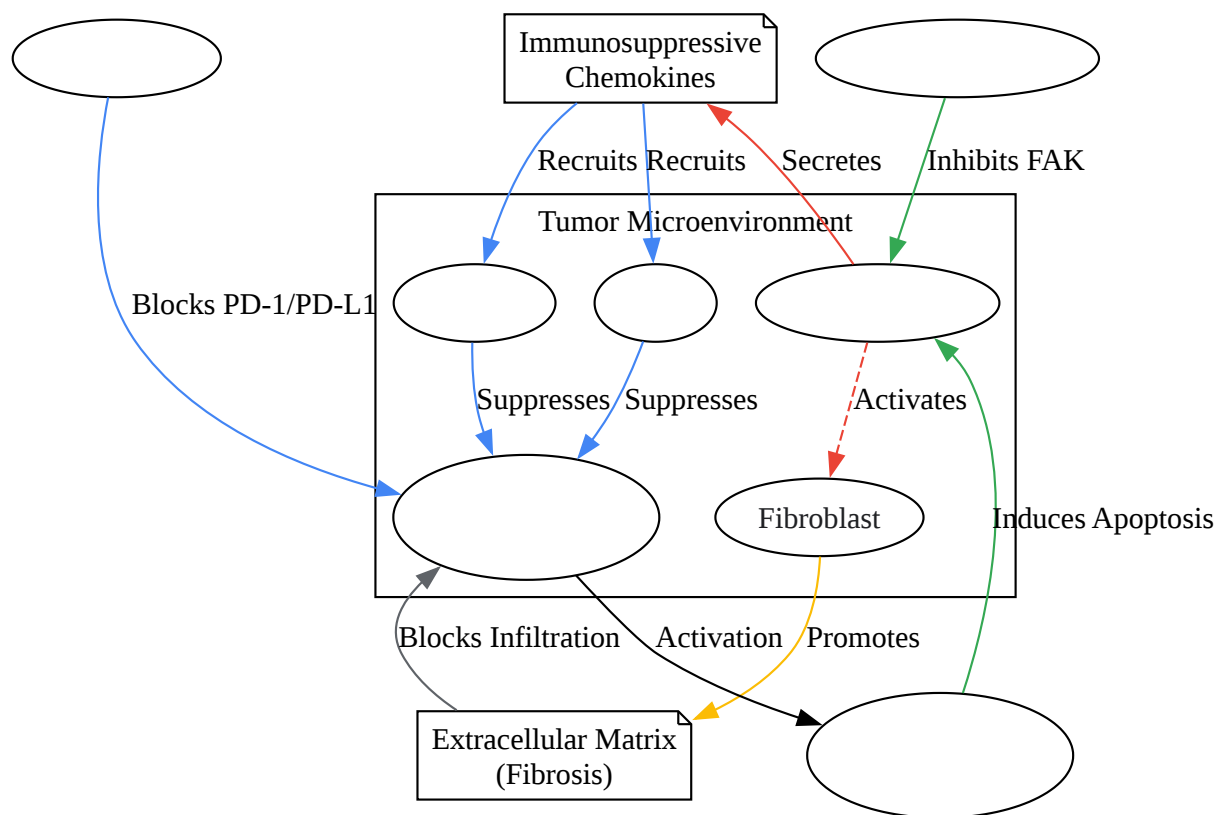 Immunosuppressive
Chemokines
Recruits
Recruits
Secretes
Inhibits FAK
Tumor Microenvironment
Blocks PD-1/PD-L1
Suppresses
Suppresses
Activates
Fibroblast
Induces Apoptosis
Blocks Infiltration
Activation
Promotes
Extracellular Matrix
(Fibrosis)